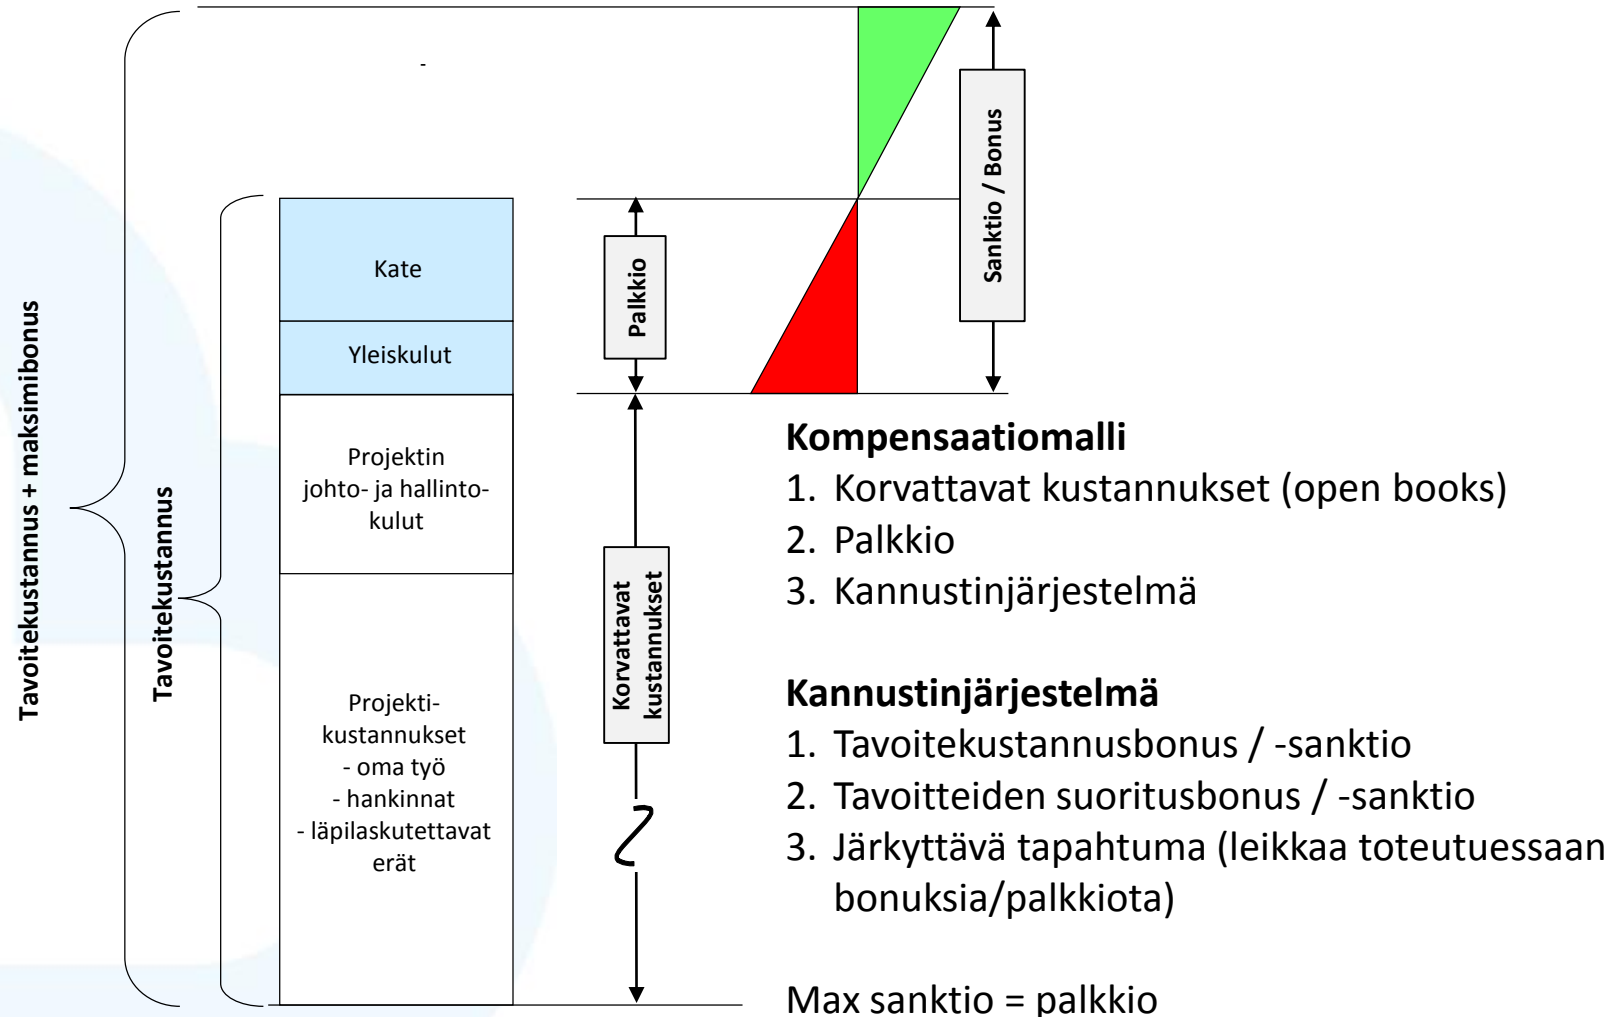 -
Tavoitekustannus + maksimibonus
Tavoitekustannus
Kate
Yleiskulut
Projektin
johto- ja hallinto-
kulut
Projekti-
kustannukset
- oma työ
- hankinnat
- läpilaskutettavat
erät
Palkkio
Korvattavat
kustannukset
Sanktio / Bonus
Kompensaatiomalli
1. Korvattavat kustannukset (open books)
2. Palkkio
3. Kannustinjärjestelmä
Kannustinjärjestelmä
1. Tavoitekustannusbonus / -sanktio
2. Tavoitteiden suoritusbonus / -sanktio
3. Järkyttävä tapahtuma (leikkaa toteutuessaan
bonuksia/palkkiota)
Max sanktio = palkkio